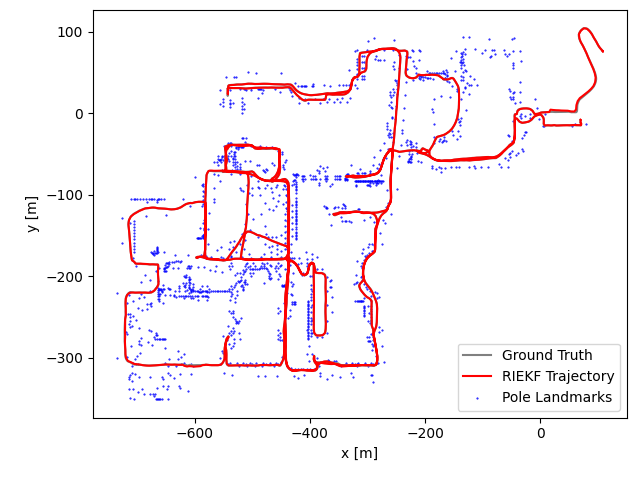 100
0
−100
−200
−300
y [m]
−600
−400
−200
0
x [m]
Ground Truth
RIEKF Trajectory
Pole Landmarks